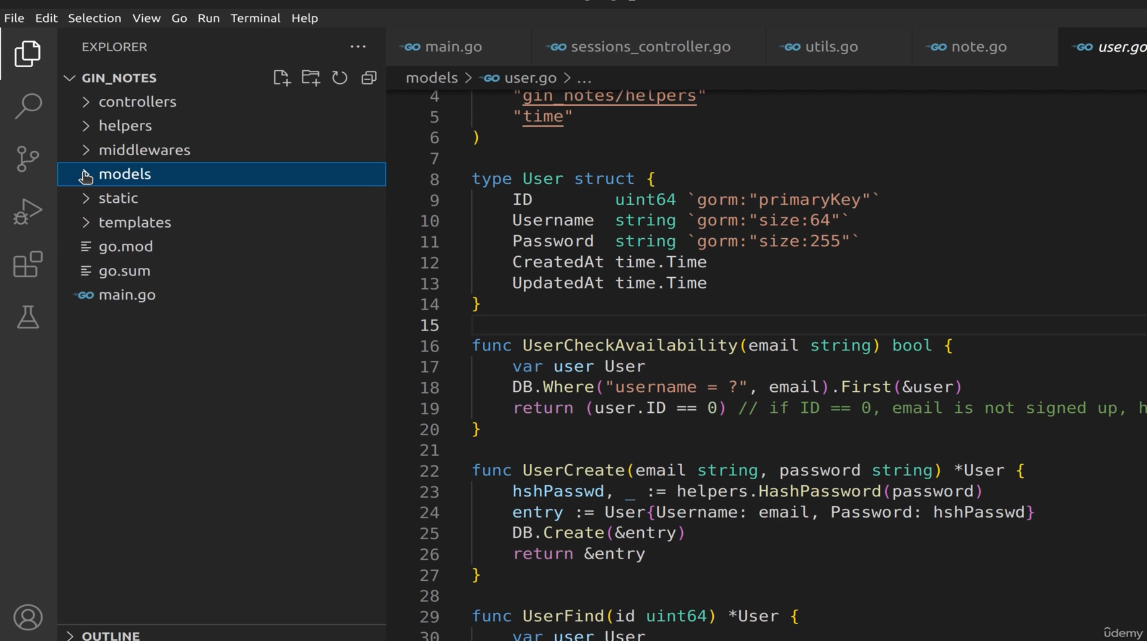 File Edit Selection View Go Run Terminal Help
EXPLORER
GIN_NOTES
controllers
helpers
middlewares
models
static
templates
go.mod
go.sum
main.go
OUTLINE
main.go sessions_controller.go utils.go note.go user.go
models > user.go > ...
4 "gin_notes/helpers"
5 "time"
6 )
7
8 type User struct {
9 ID uint64 `gorm:"primaryKey"`
10 Username string `gorm:"size:64"`
11 Password string `gorm:"size:255"`
12 CreatedAt time.Time
13 UpdatedAt time.Time
14 }
15
16 func UserCheckAvailability(email string) bool {
17 var user User
18 DB.Where("username = ?", email).First(&user)
19 return (user.ID == 0) // if ID == 0, email is not signed up, h
20 }
21
22 func UserCreate(email string, password string) *User {
23 hshPasswd, _ := helpers.HashPassword(password)
24 entry := User{Username: email, Password: hshPasswd}
25 DB.Create(&entry)
26 return &entry
27 }
28
29 func UserFind(id uint64) *User {
30 var user User
ûdemy